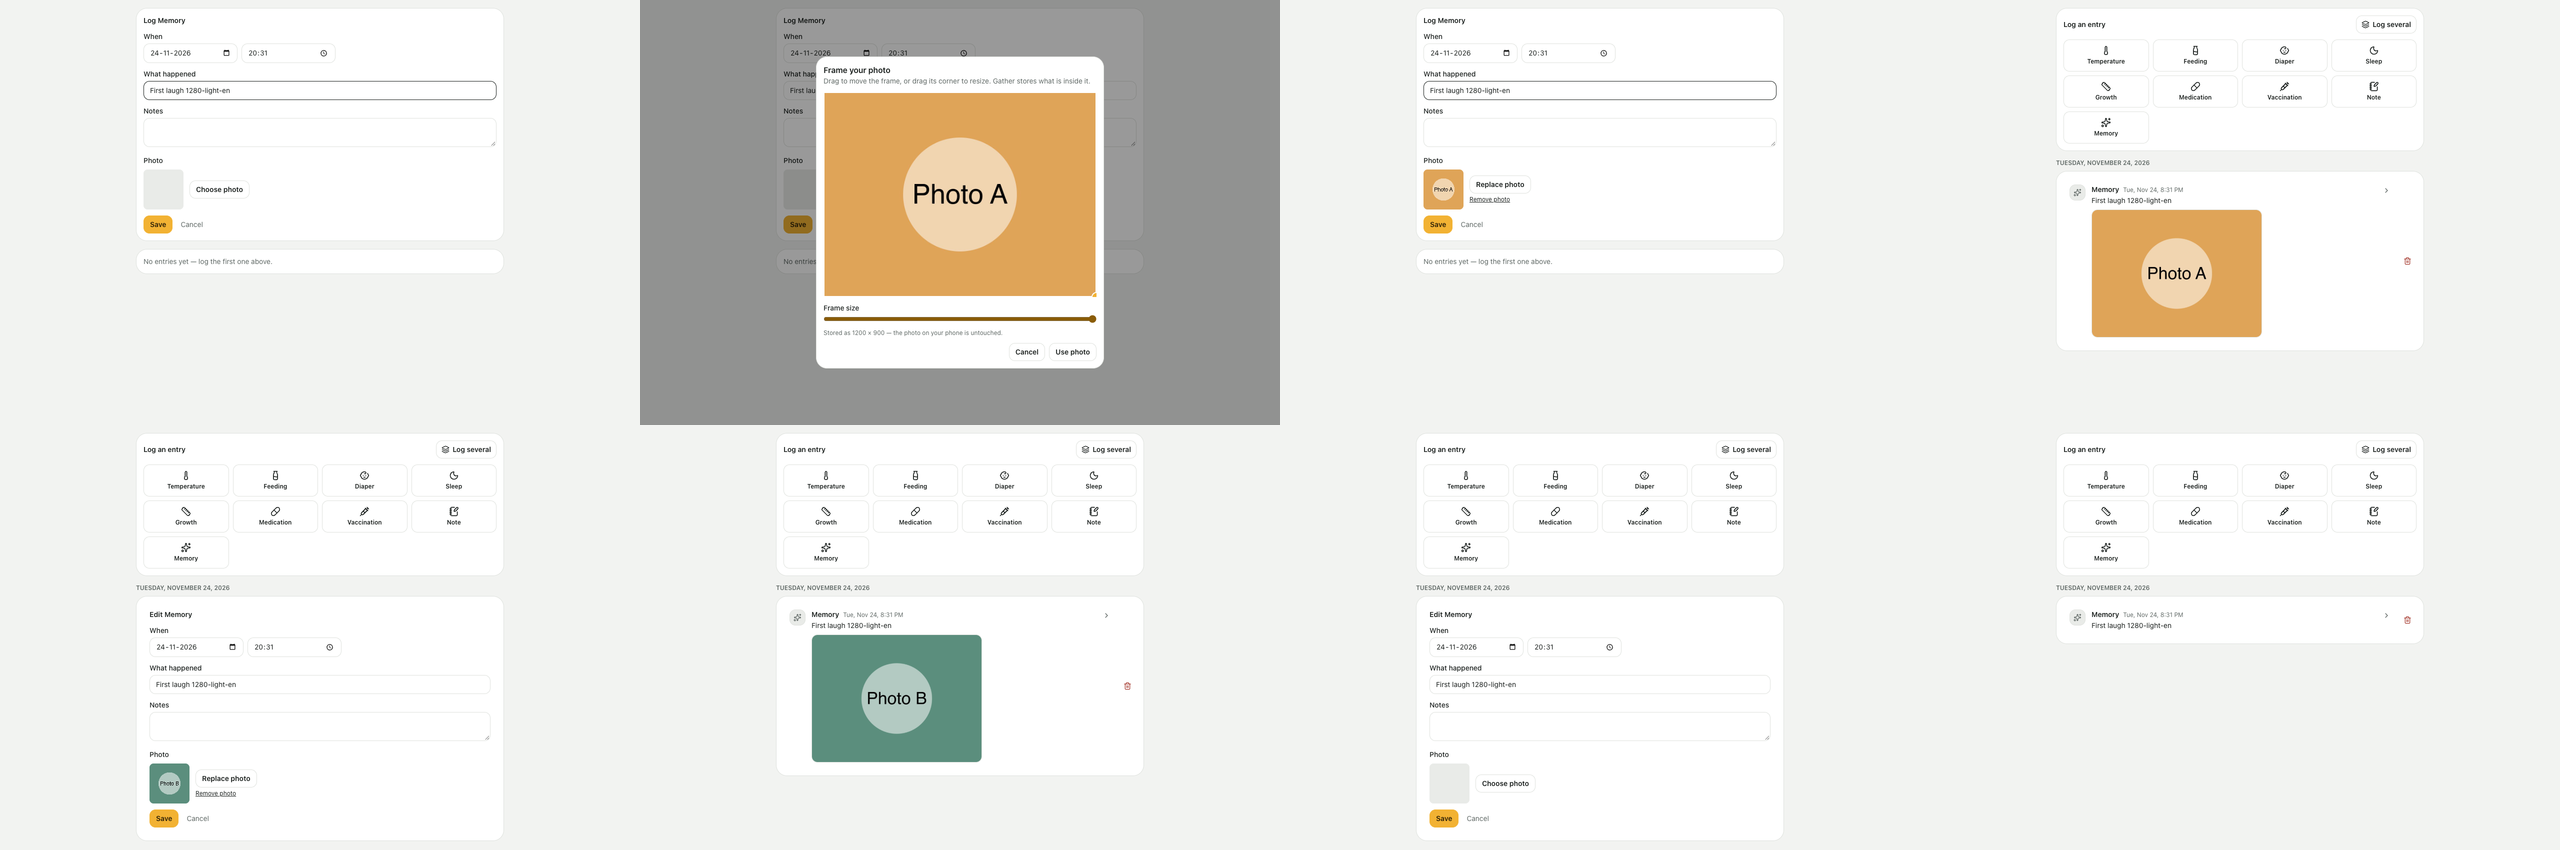 Log Memory
When
24-11-2026 20:31
What happened
First laugh 1280-light-en
Notes
Photo
Choose photo
Save Cancel
No entries yet — log the first one above.
Log Memory
When
24-11-2026 20:31
What hap
First lau
Notes
Photo
Save
No entries
Frame your photo
Drag to move the frame, or drag its corner to resize. Gather stores what is inside it.
Photo A
Frame size
Stored as 1200 × 900 — the photo on your phone is untouched.
Cancel Use photo
Log Memory
When
24-11-2026 20:31
What happened
First laugh 1280-light-en
Notes
Photo
Photo A
Replace photo
Remove photo
Save Cancel
No entries yet — log the first one above.
Log an entry Log several
Temperature Feeding Diaper Sleep
Growth Medication Vaccination Note
Memory
TUESDAY, NOVEMBER 24, 2026
Memory Tue, Nov 24, 8:31 PM
First laugh 1280-light-en
Photo A
Log an entry Log several
Temperature Feeding Diaper Sleep
Growth Medication Vaccination Note
Memory
TUESDAY, NOVEMBER 24, 2026
Edit Memory
When
24-11-2026 20:31
What happened
First laugh 1280-light-en
Notes
Photo
Photo B
Replace photo
Remove photo
Save Cancel
Log an entry Log several
Temperature Feeding Diaper Sleep
Growth Medication Vaccination Note
Memory
TUESDAY, NOVEMBER 24, 2026
Memory Tue, Nov 24, 8:31 PM
First laugh 1280-light-en
Photo B
Log an entry Log several
Temperature Feeding Diaper Sleep
Growth Medication Vaccination Note
Memory
TUESDAY, NOVEMBER 24, 2026
Edit Memory
When
24-11-2026 20:31
What happened
First laugh 1280-light-en
Notes
Photo
Choose photo
Save Cancel
Log an entry Log several
Temperature Feeding Diaper Sleep
Growth Medication Vaccination Note
Memory
TUESDAY, NOVEMBER 24, 2026
Memory Tue, Nov 24, 8:31 PM
First laugh 1280-light-en